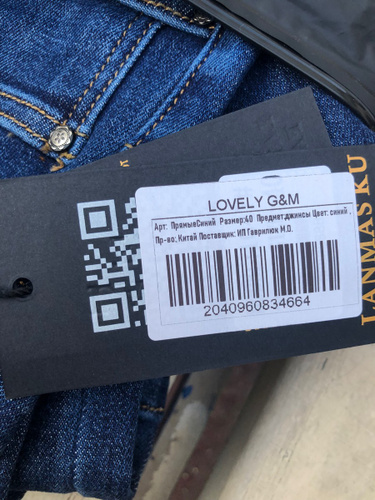 LOVELY G&M
Арт: ПрямыеСиний Размер:40 Предмет:джинсы Цвет: синий ,
Пр-во: Китай Поставщик: ИП Гаврилюк М.О.
2040960834664
LANMASKU